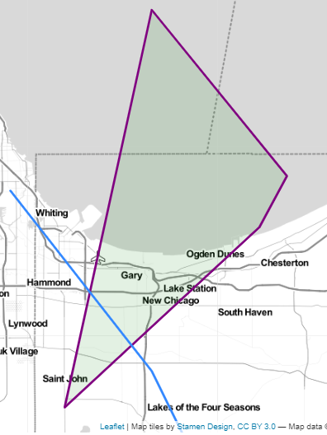 Whiting
Ogden Dunes
Chesterton
Gary
Hammond
Lake Station
on
New Chicago
South Haven
Lynwood
uk Village
Saint John
Lakes of the Four Seasons
Leaflet | Map tiles by Stamen Design, CC BY 3.0 — Map data ©